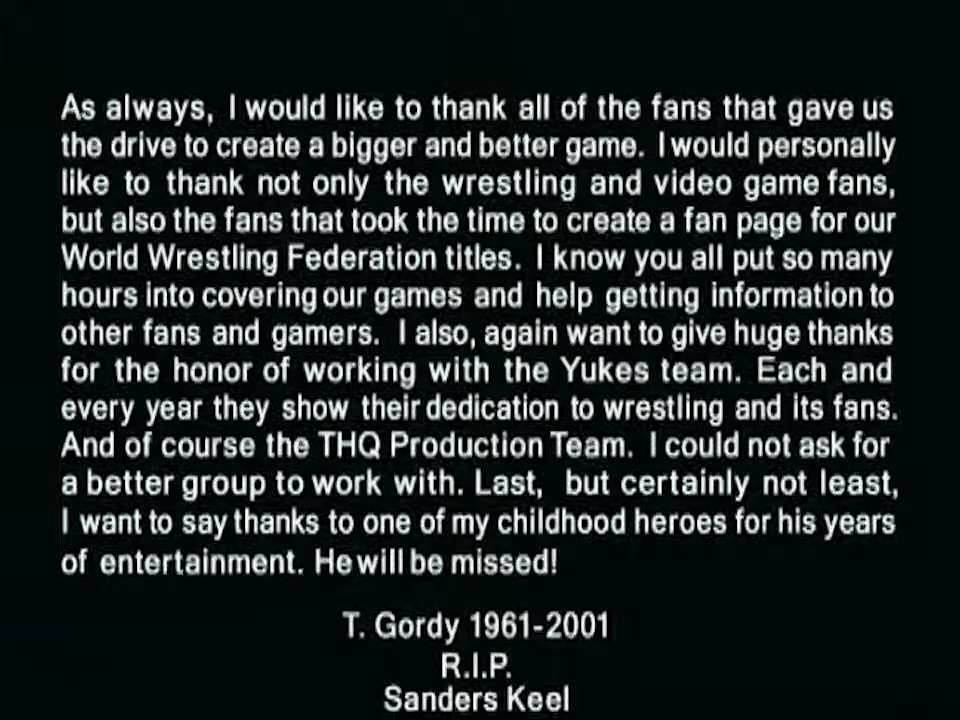 As always, I would like to thank all of the fans that gave us
the drive to create a bigger and better game. I would personally
like to thank not only the wrestling and video game fans,
but also the fans that took the time to create a fan page for our
World Wrestling Federation titles. I know you all put so many
hours into covering our games and help getting information to
other fans and gamers. I also, again want to give huge thanks
for the honor of working with the Yukes team. Each and
every year they show their dedication to wrestling and its fans.
And of course the THQ Production Team. I could not ask for
a better group to work with. Last, but certainly not least,
I want to say thanks to one of my childhood heroes for his years
of entertainment. He will be missed!
T. Gordy 1961-2001
R.I.P.
Sanders Keel